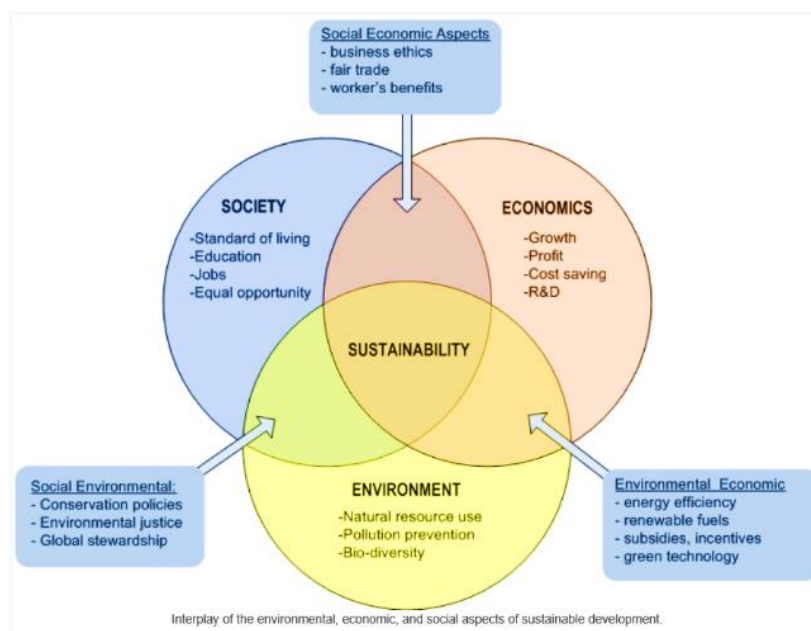 Social Economic Aspects
- business ethics
- fair trade
- worker's benefits
SOCIETY
-Standard of living
-Education
-Jobs
-Equal opportunity
ECONOMICS
-Growth
-Profit
-Cost saving
-R&D
SUSTAINABILITY
Social Environmental:
- Conservation policies
- Environmental justice
- Global stewardship
ENVIRONMENT
-Natural resource use
-Pollution prevention
-Bio-diversity
Environmental Economic
- energy efficiency
- renewable fuels
- subsidies, incentives
- green technology
Interplay of the environmental, economic, and social aspects of sustainable development.